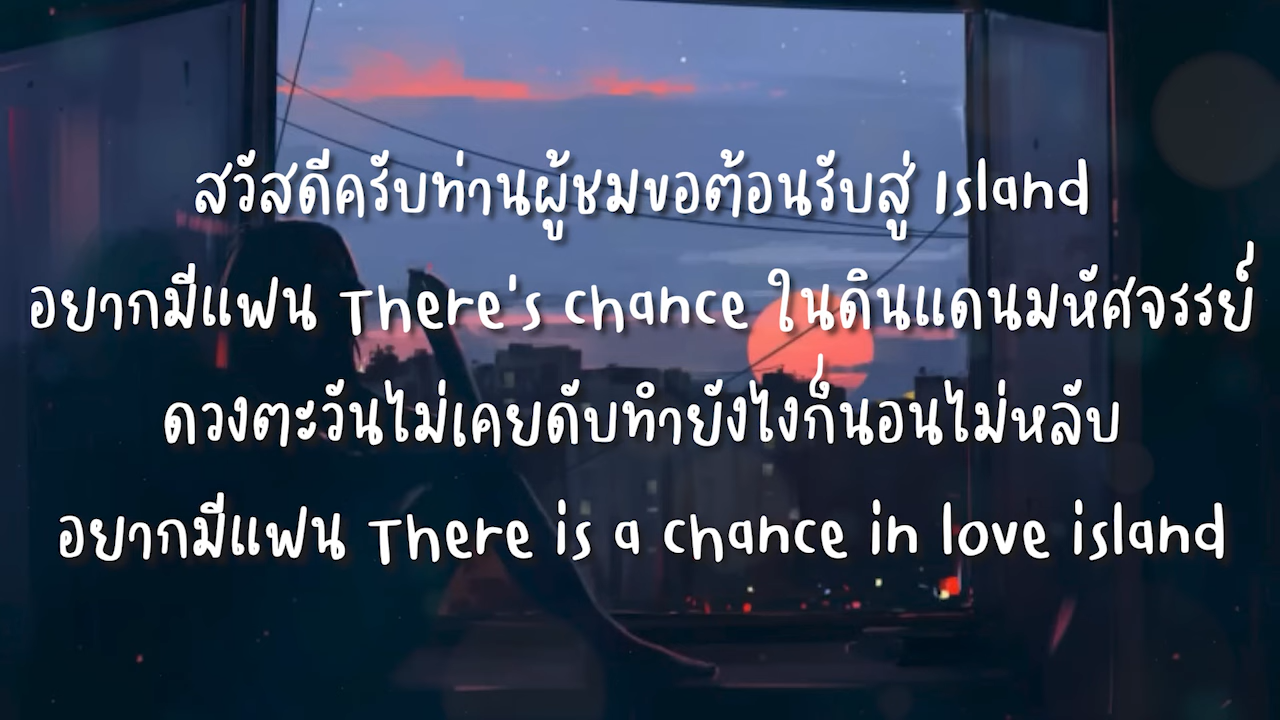 สวัสดีครับท่านผู้ชมขอต้อนรับสู่ Island
อยากมีแฟน There's chance ในดินแดนมหัศจรรย์
ดวงตะวันไม่เคยดับทำยังไงก็นอนไม่หลับ
อยากมีแฟน There is a chance in love island